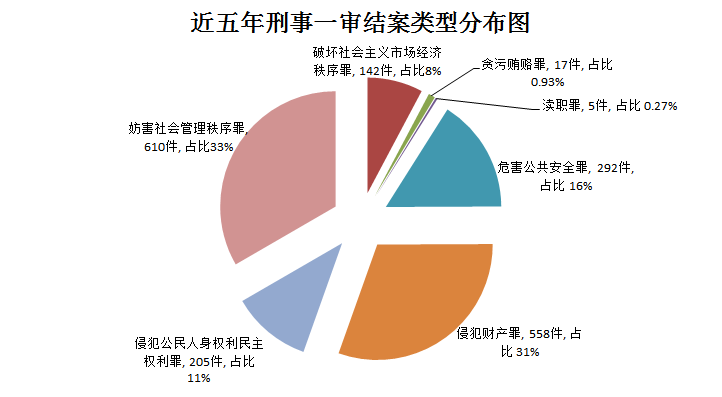 近五年刑事一审结案类型分布图
破坏社会主义市场经济
秩序罪, 142件, 占比8%
贪污贿赂罪, 17件, 占比
0.93%
渎职罪, 5件, 占比 0.27%
危害公共安全罪, 292件,
占比 16%
侵犯财产罪, 558件, 占
比 31%
侵犯公民人身权利民主
权利罪, 205件, 占比
11%
妨害社会管理秩序罪,
610件, 占比33%